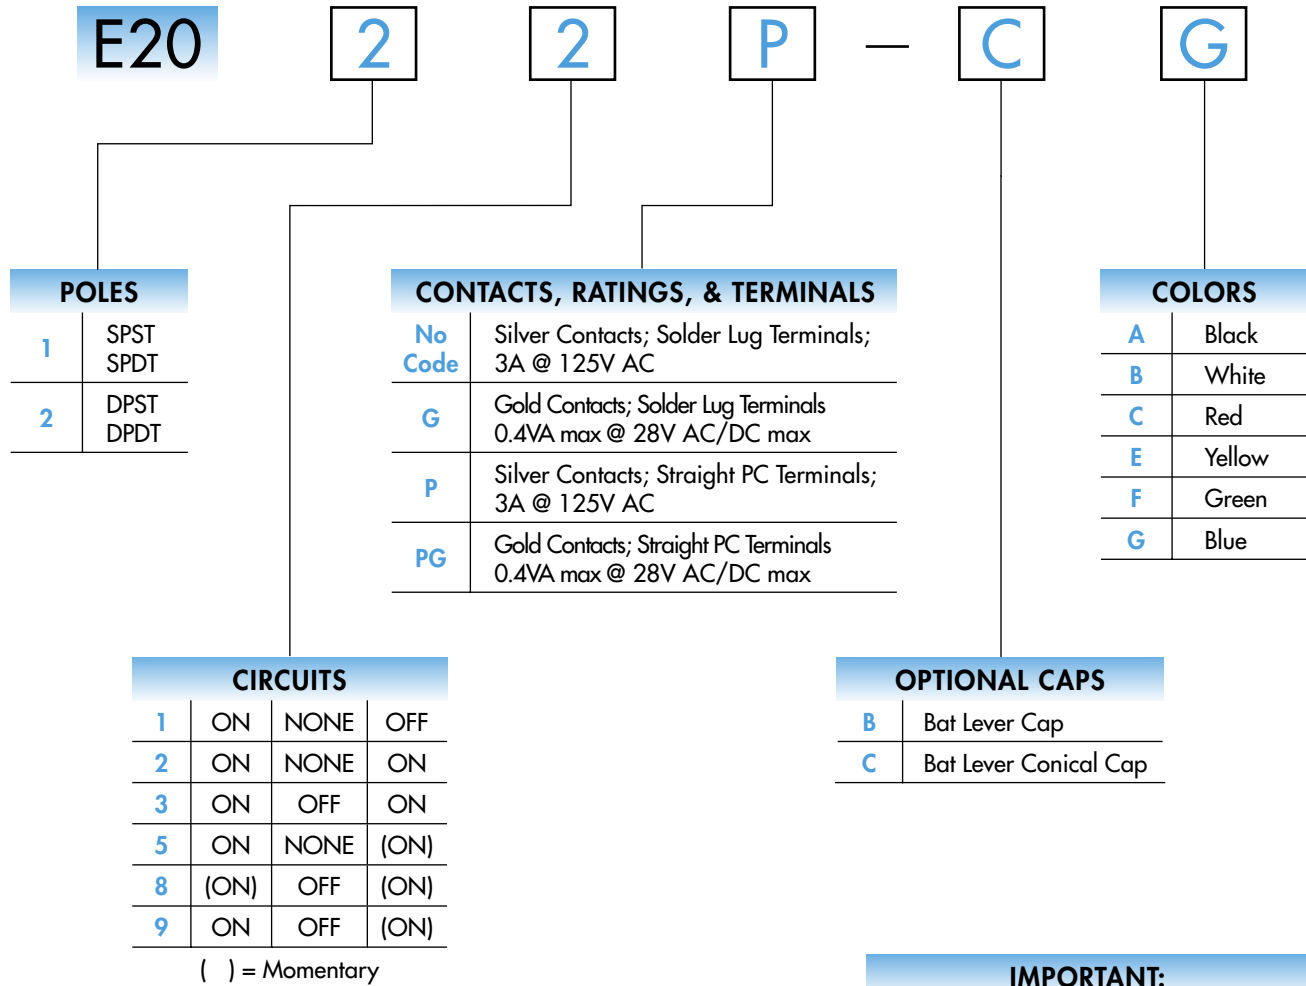 E20 2 2 P — C G
POLES
1 SPST
SPDT
2 DPST
DPDT
CONTACTS, RATINGS, & TERMINALS
No Code Silver Contacts; Solder Lug Terminals;
3A @ 125V AC
G Gold Contacts; Solder Lug Terminals
0.4VA max @ 28V AC/DC max
P Silver Contacts; Straight PC Terminals;
3A @ 125V AC
PG Gold Contacts; Straight PC Terminals
0.4VA max @ 28V AC/DC max
COLORS
A Black
B White
C Red
E Yellow
F Green
G Blue
CIRCUITS
1 ON NONE OFF
2 ON NONE ON
3 ON OFF ON
5 ON NONE (ON)
8 (ON) OFF (ON)
9 ON OFF (ON)
( ) = Momentary
OPTIONAL CAPS
B Bat Lever Cap
C Bat Lever Conical Cap
IMPORTANT: